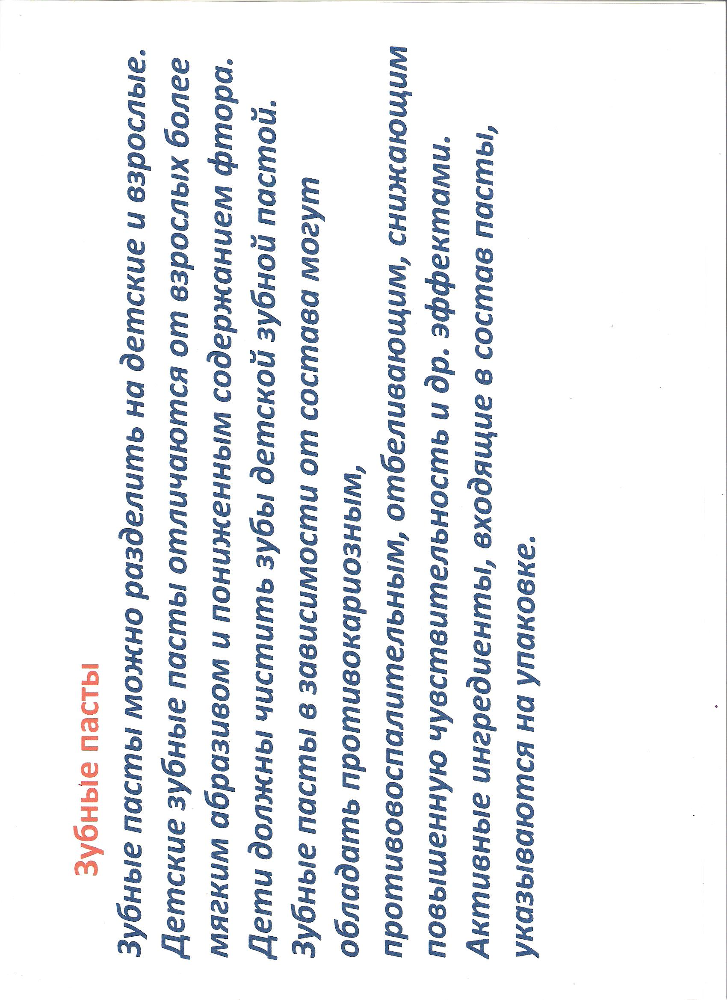 Зубные пасты
Зубные пасты можно разделить на детские и взрослые.
Детские зубные пасты отличаются от взрослых более
мягким абразивом и пониженным содержанием фтора.
Дети должны чистить зубы детской зубной пастой.
Зубные пасты в зависимости от состава могут
обладать противокариозным,
противовоспалительным, отбеливающим, снижающим
повышенную чувствительность и др. эффектами.
Активные ингредиенты, входящие в состав пасты,
указываются на упаковке.